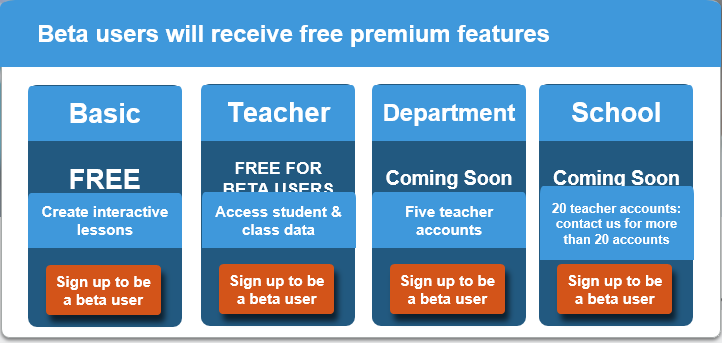 Beta users will receive free premium features
Basic
FREE
Create interactive
lessons
Sign up to be
a beta user
Teacher
FREE FOR
BETA USERS
Access student &
class data
Sign up to be
a beta user
Department
Coming Soon
Five teacher
accounts
Sign up to be
a beta user
School
Coming Soon
20 teacher accounts:
contact us for more
than 20 accounts
Sign up to be
a beta user